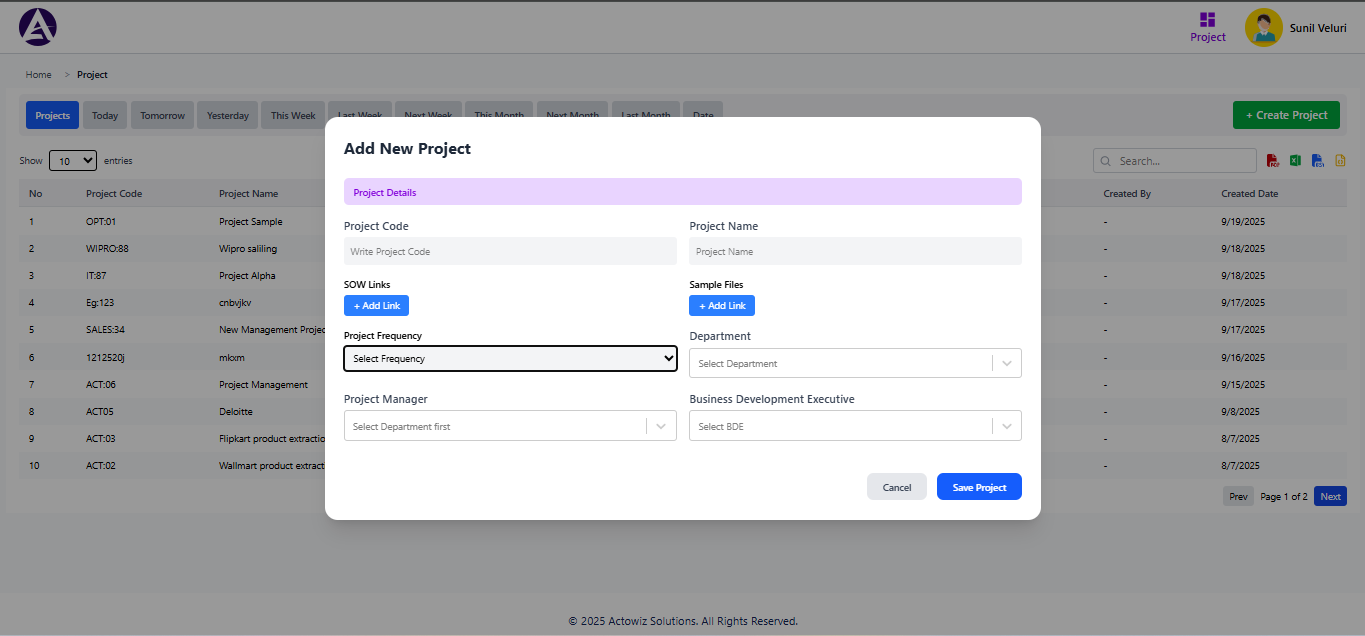 Project
Sunil Veluri
Home > Project
Projects Today Tomorrow Yesterday This Week Last Week Next Week This Month Next Month Last Month Date + Create Project
Show 10 entries Search...
No Project Code Project Name Created By Created Date
1 OPT:01 Project Sample - 9/19/2025
2 WIPRO:88 Wipro saliling - 9/18/2025
3 IT:87 Project Alpha - 9/18/2025
4 Eg:123 cnbvjkv - 9/17/2025
5 SALES:34 New Management Projec - 9/17/2025
6 1212520j mkxm - 9/16/2025
7 ACT:06 Project Management - 9/15/2025
8 ACT05 Deloitte - 9/8/2025
9 ACT:03 Flipkart product extractio - 8/7/2025
10 ACT:02 Wallmart product extract - 8/7/2025
Prev Page 1 of 2 Next
Add New Project
Project Details
Project Code Project Name
Write Project Code Project Name
SOW Links Sample Files
+ Add Link + Add Link
Project Frequency Department
Select Frequency Select Department
Project Manager Business Development Executive
Select Department first Select BDE
Cancel Save Project
© 2025 Actowiz Solutions. All Rights Reserved.